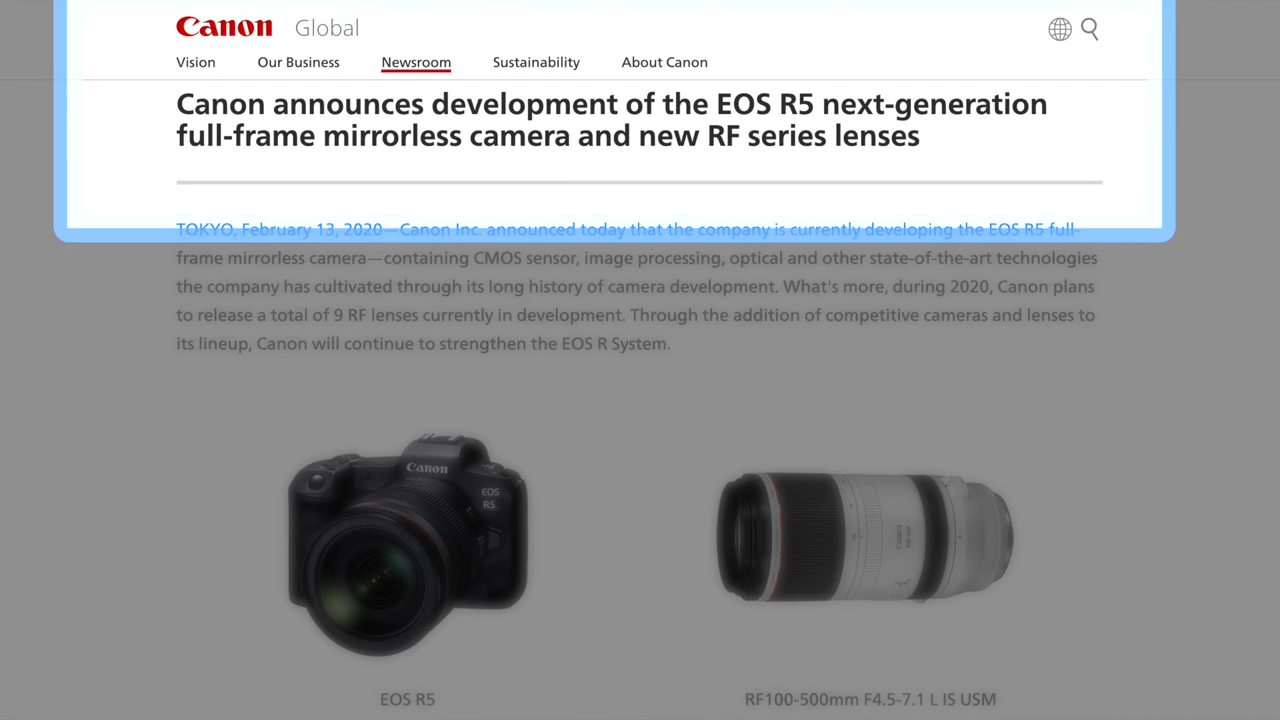 Canon Global
Vision Our Business Newsroom Sustainability About Canon
Canon announces development of the EOS R5 next-generation
full-frame mirrorless camera and new RF series lenses
TOKYO, February 13, 2020—Canon Inc. announced today that the company is currently developing the EOS R5 full-
frame mirrorless camera—containing CMOS sensor, image processing, optical and other state-of-the-art technologies
the company has cultivated through its long history of camera development. What's more, during 2020, Canon plans
to release a total of 9 RF lenses currently in development. Through the addition of competitive cameras and lenses to
its lineup, Canon will continue to strengthen the EOS R System.
Canon
EOS
R5
EOS R5
RF100-500mm F4.5-7.1 L IS USM